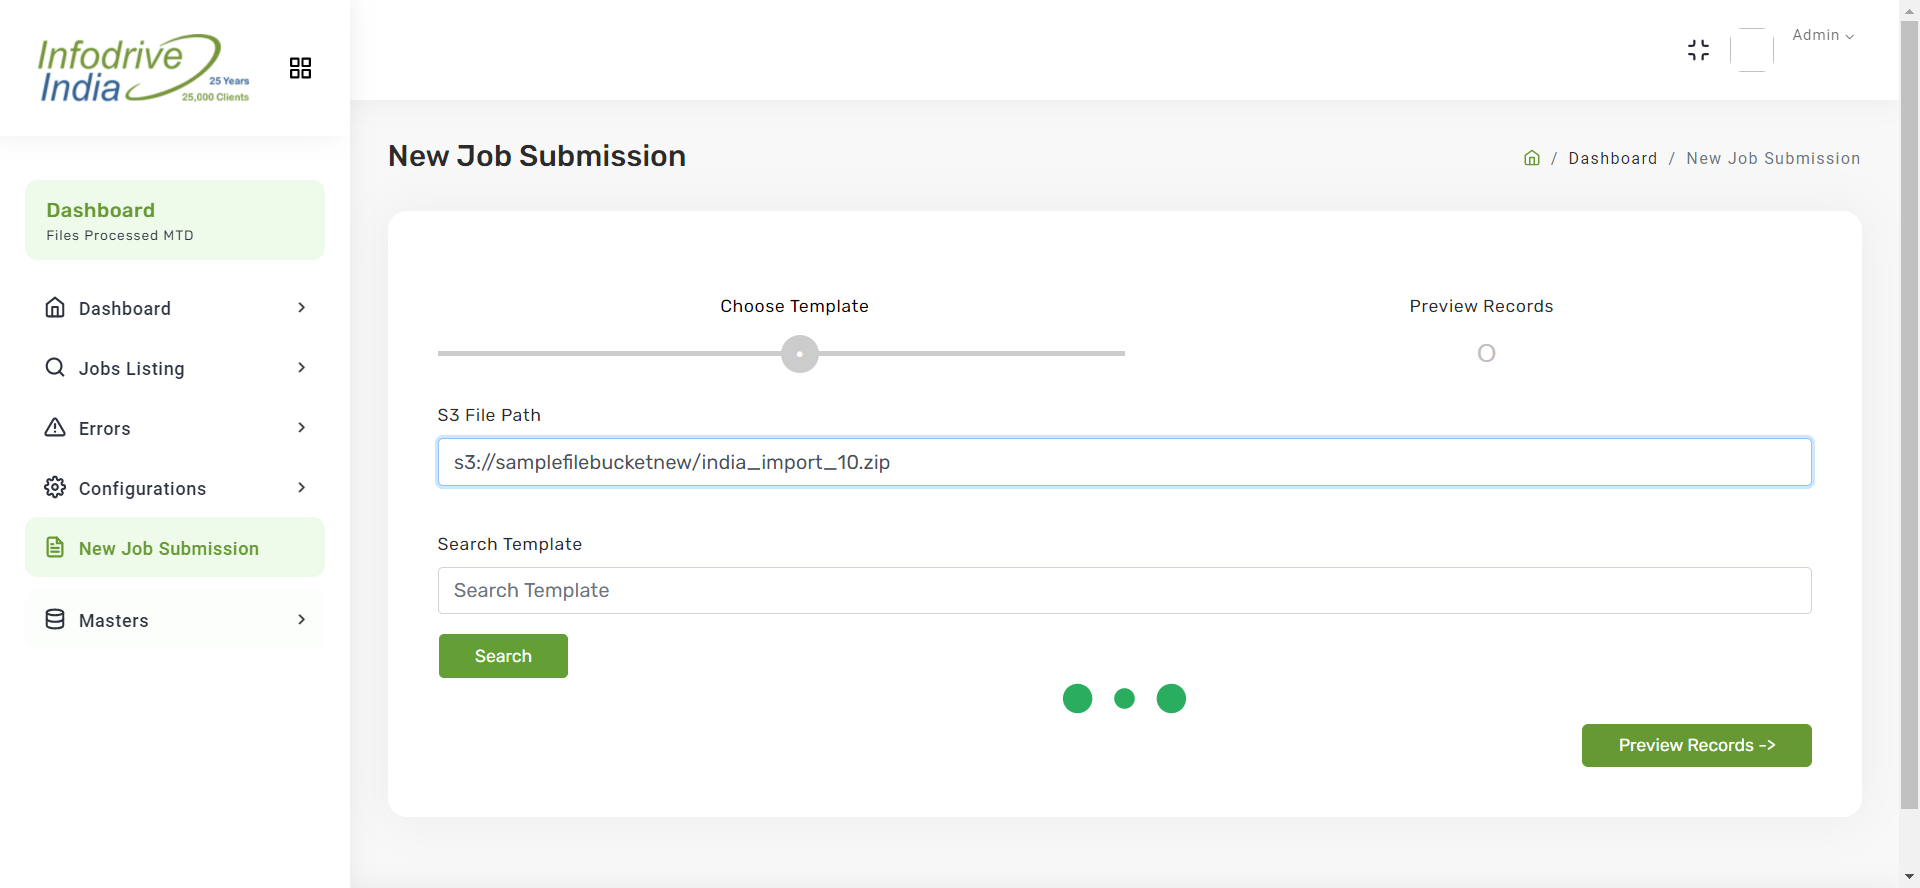 Infodrive
India
25 Years
25,000 Clients
Admin
New Job Submission
/ Dashboard / New Job Submission
Dashboard
Files Processed MTD
Dashboard
Jobs Listing
Errors
Configurations
New Job Submission
Masters
Choose Template
Preview Records
S3 File Path
s3://samplefilebucketnew/india_import_10.zip
Search Template
Search Template
Search
Preview Records ->